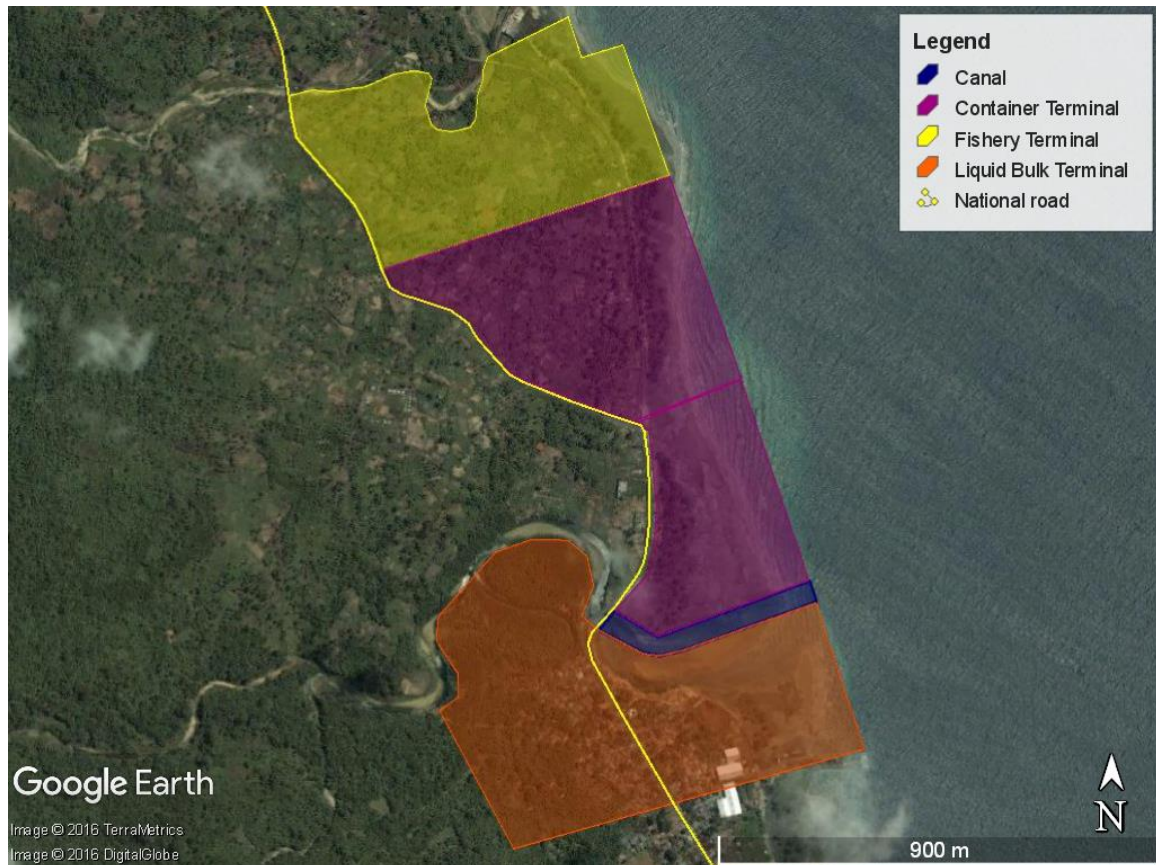 Legend
Canal
Container Terminal
Fishery Terminal
Liquid Bulk Terminal
National road
Google Earth
Image © 2016 TerraMetrics
Image © 2016 DigitalGlobe
N
900 m